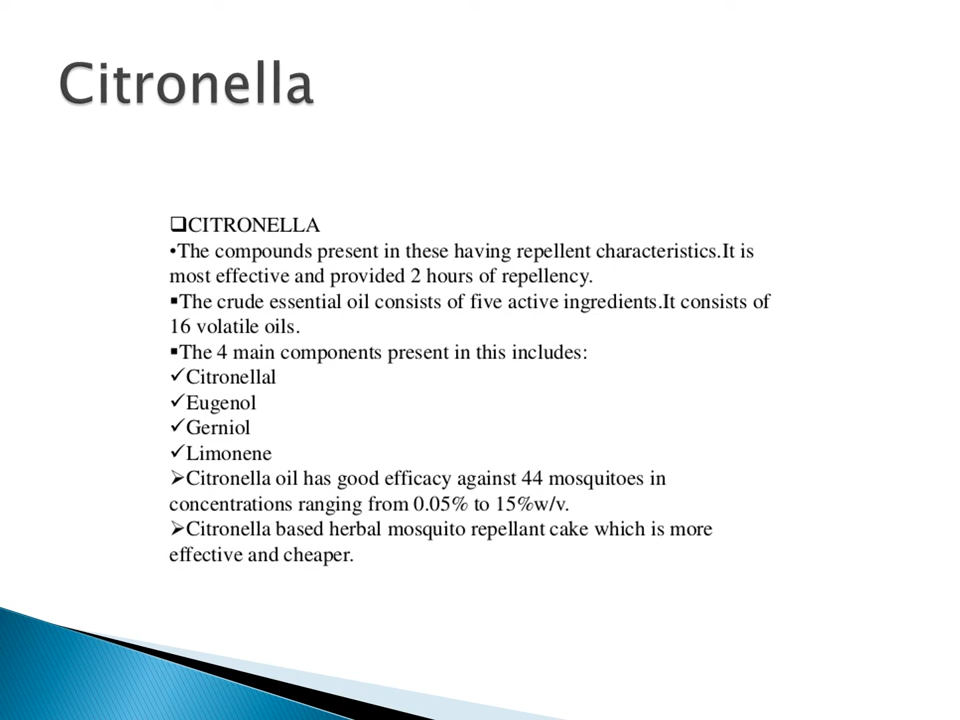 Citronella
❑CITRONELLA
•The compounds present in these having repellent characteristics.It is
most effective and provided 2 hours of repellency.
▪The crude essential oil consists of five active ingredients.It consists of
16 volatile oils.
▪The 4 main components present in this includes:
✓Citronellal
✓Eugenol
✓Gerniol
✓Limonene
➢Citronella oil has good efficacy against 44 mosquitoes in
concentrations ranging from 0.05% to 15%w/v.
➢Citronella based herbal mosquito repellant cake which is more
effective and cheaper.